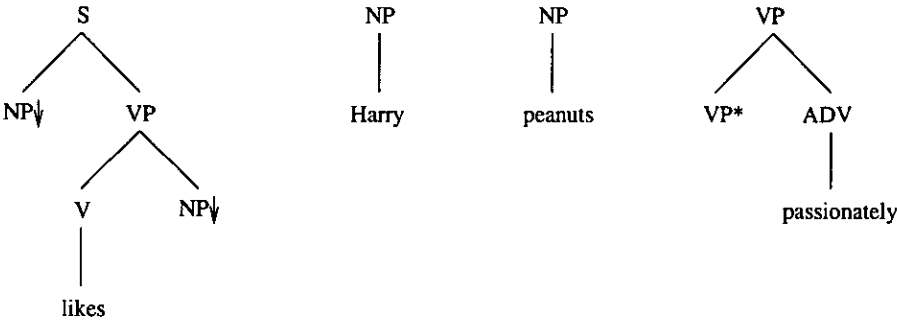 S NP NP VP
NP↓ VP Harry peanuts VP* ADV
V NP↓ passionately
likes